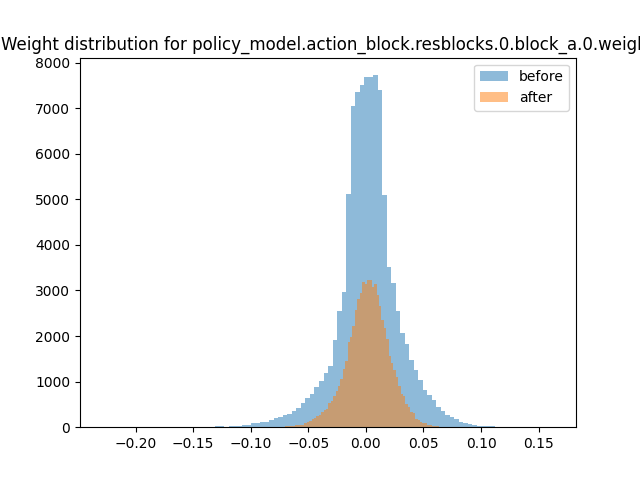 Weight distribution for policy_model.action_block.resblocks.0.block_a.0.weigl
8000
7000
6000
5000
4000
3000
2000
1000
0
before
after
−0.20 −0.15 −0.10 −0.05 0.00 0.05 0.10 0.15